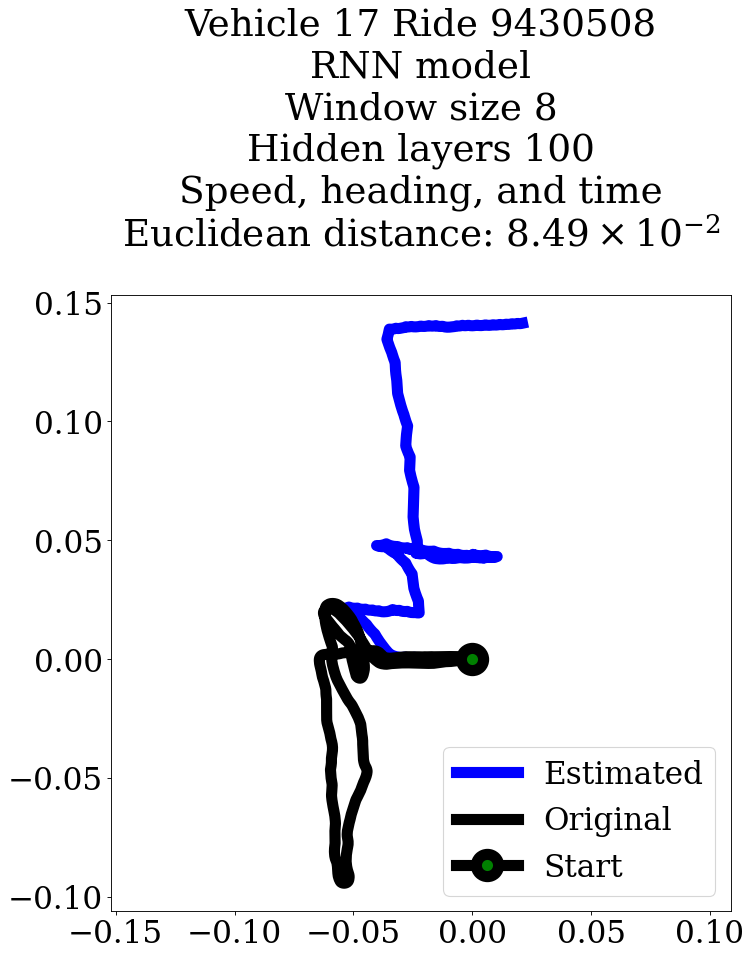 Vehicle 17 Ride 9430508
RNN model
Window size 8
Hidden layers 100
Speed, heading, and time
Euclidean distance: 8.49 × 10⁻²
0.15
0.10
0.05
0.00
−0.05
−0.10
Estimated
Original
Start
−0.15 −0.10 −0.05 0.00 0.05 0.10